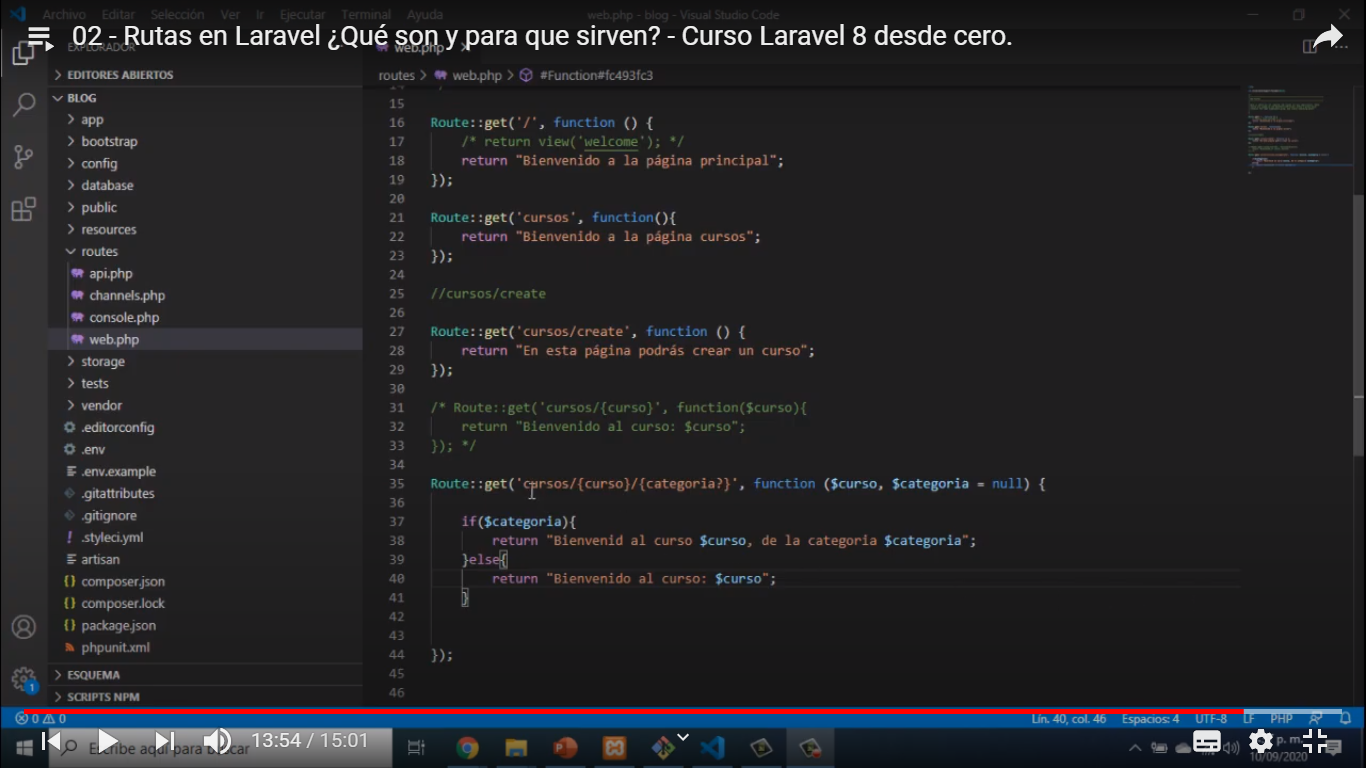 Archivo Editar Selección Ver Ir Ejecutar Terminal Ayuda
web.php - blog - Visual Studio Code
02 - Rutas en Laravel ¿Qué son y para que sirven? - Curso Laravel 8 desde cero.
EXPLORADOR
web.php
EDITORES ABIERTOS
BLOG
app
bootstrap
config
database
public
resources
routes
api.php
channels.php
console.php
web.php
storage
tests
vendor
.editorconfig
.env
.env.example
.gitattributes
.gitignore
.styleci.yml
artisan
composer.json
composer.lock
package.json
phpunit.xml
ESQUEMA
SCRIPTS NPM
routes > web.php > #Function#fc493fc3
15
16 Route::get('/', function () {
17 /* return view('welcome'); */
18 return "Bienvenido a la página principal";
19 });
20
21 Route::get('cursos', function(){
22 return "Bienvenido a la página cursos";
23 });
24
25 //cursos/create
26
27 Route::get('cursos/create', function () {
28 return "En esta página podrás crear un curso";
29 });
30
31 /* Route::get('cursos/{curso}', function($curso){
32 return "Bienvenido al curso: $curso";
33 }); */
34
35 Route::get('cursos/{curso}/{categoria?}', function ($curso, $categoria = null) {
36
37 if($categoria){
38 return "Bienvenid al curso $curso, de la categoria $categoria";
39 }else{
40 return "Bienvenido al curso: $curso";
41 }
42
43
44 });
45
46
1
0 0
Lín. 40, col. 46 Espacios: 4 UTF-8 LF PHP
Escribe aquí para buscar
13:54 / 15:01
p. m.
10/09/2020